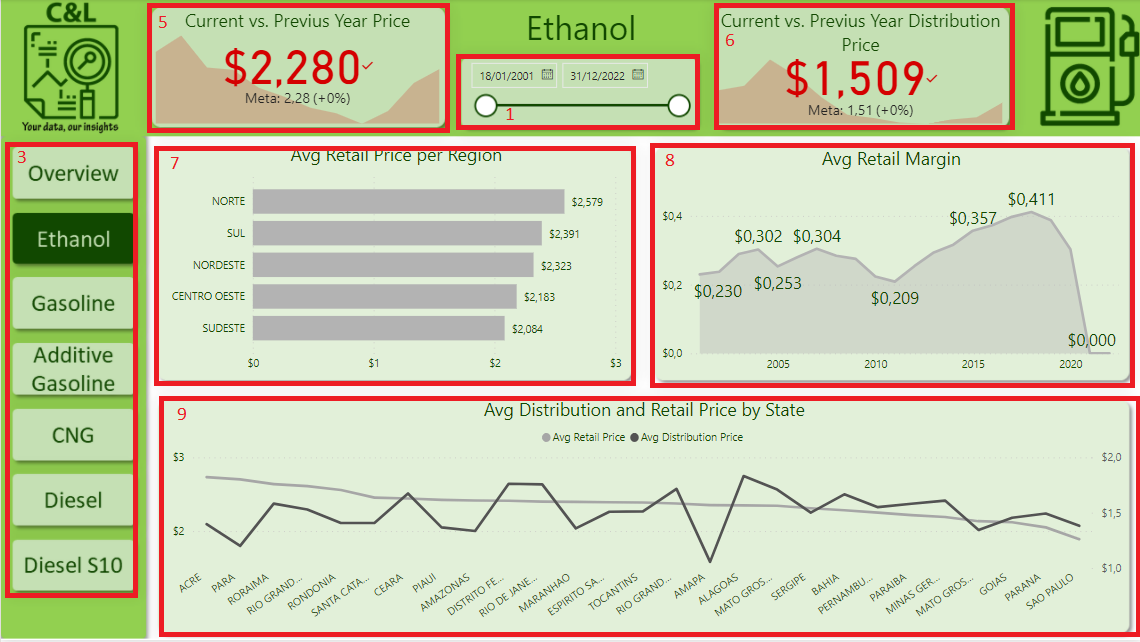 C&L
Your data, our insights
5
Current vs. Previus Year Price
$2,280
Meta: 2,28 (+0%)
Ethanol
18/01/2001
31/12/2022
1
Current vs. Previus Year Distribution
Price
6
$1,509
Meta: 1,51 (+0%)
3
Overview
Ethanol
Gasoline
Additive
Gasoline
CNG
Diesel
Diesel S10
7
Avg Retail Price per Region
NORTE
$2,579
SUL
$2,391
NORDESTE
$2,323
CENTRO OESTE
$2,183
SUDESTE
$2,084
$0
$1
$2
$3
8
Avg Retail Margin
$0,4
$0,2
$0,0
$0,230
$0,302
$0,253
$0,304
$0,209
$0,357
$0,411
$0,000
2005
2010
2015
2020
9
Avg Distribution and Retail Price by State
Avg Retail Price
Avg Distribution Price
$3
$2
$2,0
$1,5
$1,0
ACRE
PARA
RORAIMA
RIO GRAND...
RONDONIA
SANTA CATA...
CEARA
PIAUI
AMAZONAS
DISTRITO FE...
RIO DE JANE...
MARANHAO
ESPIRITO SA...
TOCANTINS
RIO GRAND...
AMAPA
ALAGOAS
MATO GROS...
SERGIPE
BAHIA
PERNAMBU...
PARAIBA
MINAS GER...
MATO GROS...
GOIAS
PARANA
SAO PAULO